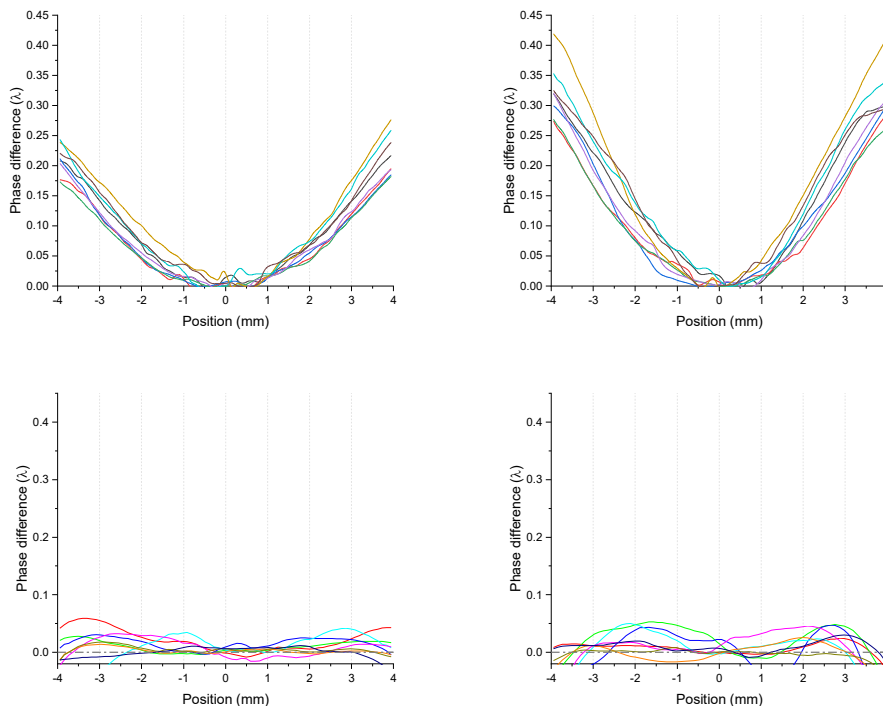 0.45
0.40
0.35
0.30
0.25
0.20
0.15
0.10
0.05
0.00
Phase difference (λ)
-4 -3 -2 -1 0 1 2 3 4
Position (mm)
0.45
0.40
0.35
0.30
0.25
0.20
0.15
0.10
0.05
0.00
Phase difference (λ)
-4 -3 -2 -1 0 1 2 3
Position (mm)
0.4
0.3
0.2
0.1
0.0
Phase difference (λ)
-4 -3 -2 -1 0 1 2 3 4
Position (mm)
0.4
0.3
0.2
0.1
0.0
Phase difference (λ)
-4 -3 -2 -1 0 1 2 3
Position (mm)